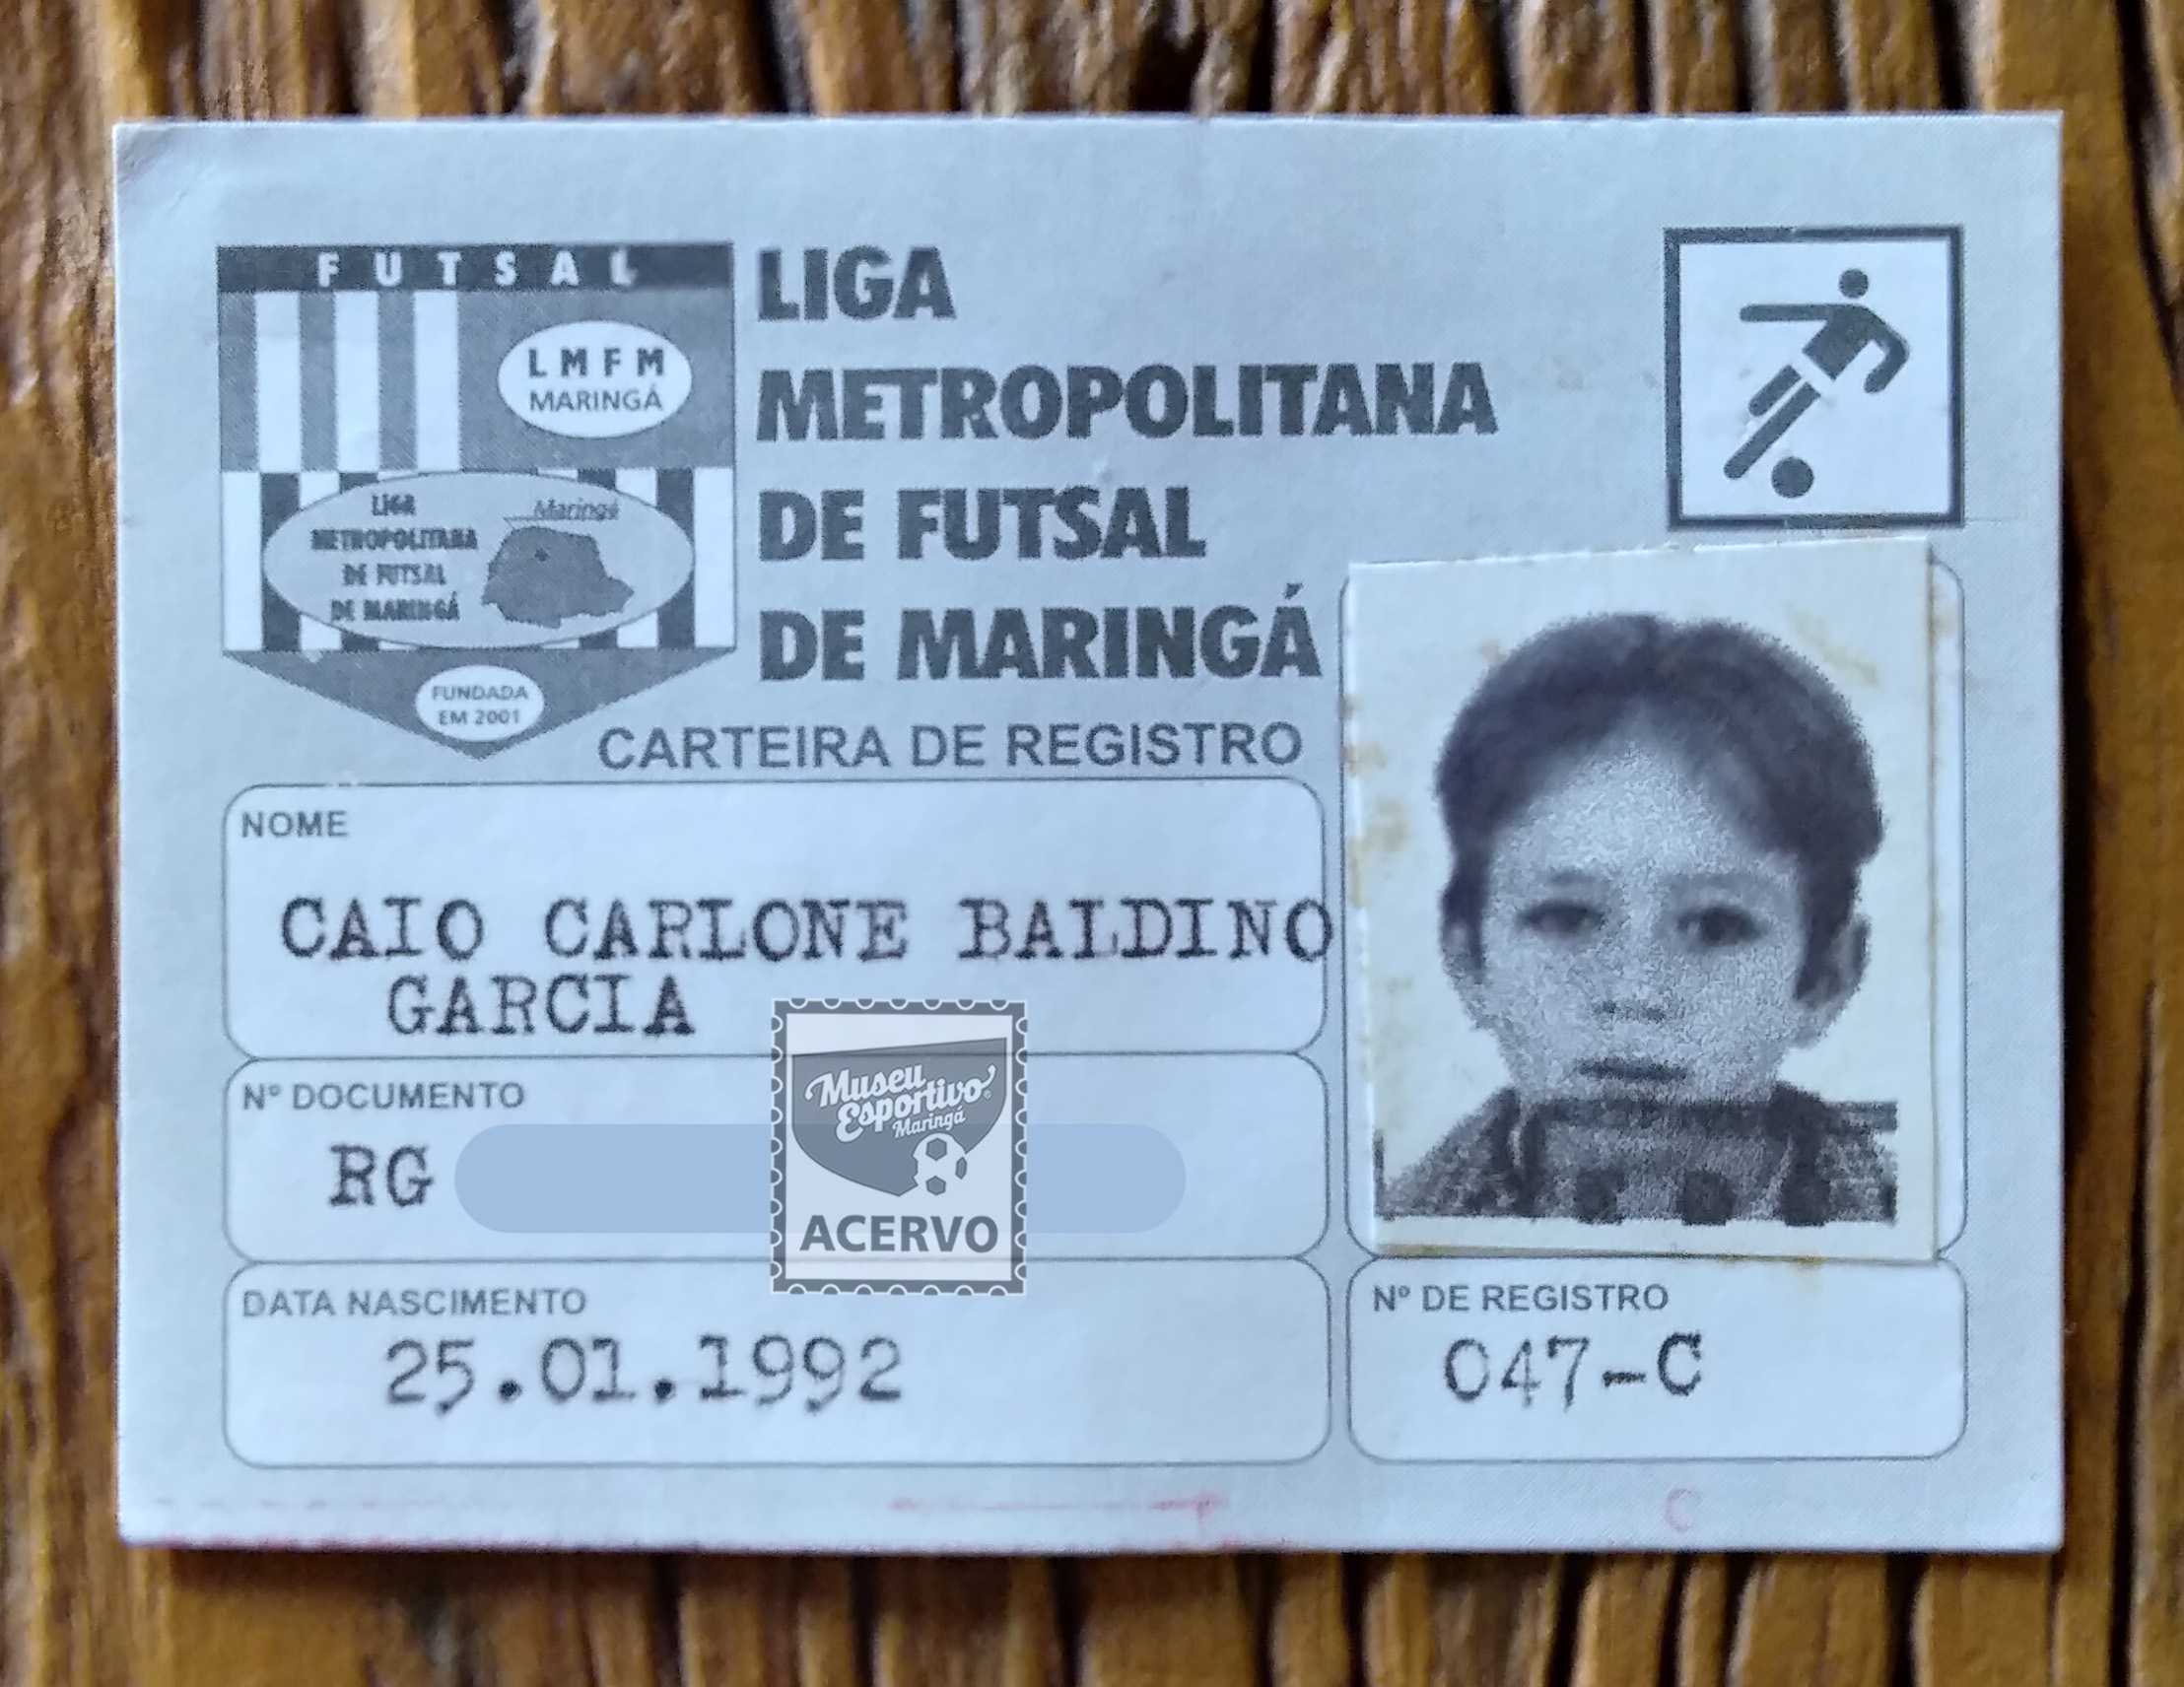 FUTSAL
LMFM
MARINGÁ
LIGA
METROPOLITANA
DE FUTSAL
DE MARINGÁ
Maringá
FUNDADA
EM 2001
LIGA
METROPOLITANA
DE FUTSAL
DE MARINGÁ
CARTEIRA DE REGISTRO
NOME
CAIO CARLONE BALDINO
GARCIA
Nº DOCUMENTO
RG
Museu
Esportivo
Maringá
ACERVO
DATA NASCIMENTO
25.01.1992
Nº DE REGISTRO
047-C
C